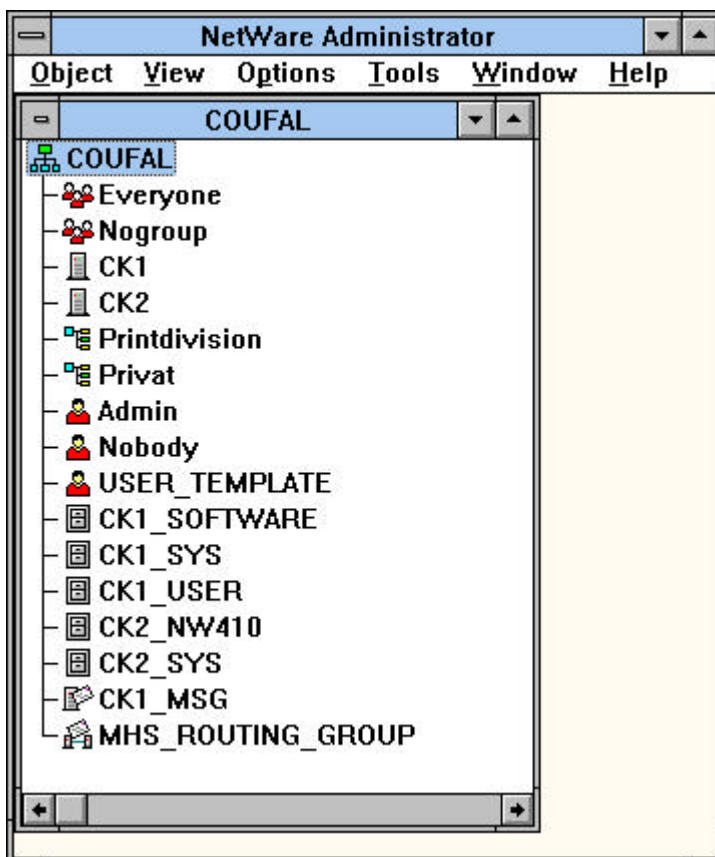 NetWare Administrator
Object View Options Tools Window Help
COUFAL
COUFAL
Everyone
Nogroup
CK1
CK2
Printdivision
Privat
Admin
Nobody
USER_TEMPLATE
CK1_SOFTWARE
CK1_SYS
CK1_USER
CK2_NW410
CK2_SYS
CK1_MSG
MHS_ROUTING_GROUP